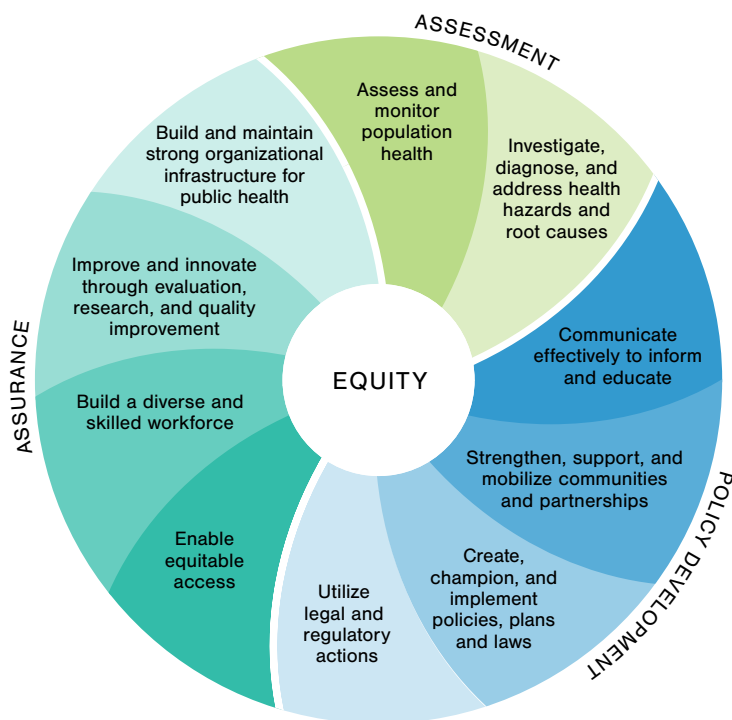 ASSESSMENT
Assess and
monitor
population
health
Investigate,
diagnose, and
address health
hazards and
root causes
POLICY DEVELOPMENT
Communicate
effectively to inform
and educate
Strengthen, support, and
mobilize communities
and partnerships
Create,
champion, and
implement
policies, plans
and laws
Utilize
legal and
regulatory
actions
ASSURANCE
Enable
equitable
access
Build a diverse and
skilled workforce
Improve and innovate
through evaluation,
research, and quality
improvement
Build and maintain
strong organizational
infrastructure for
public health
EQUITY